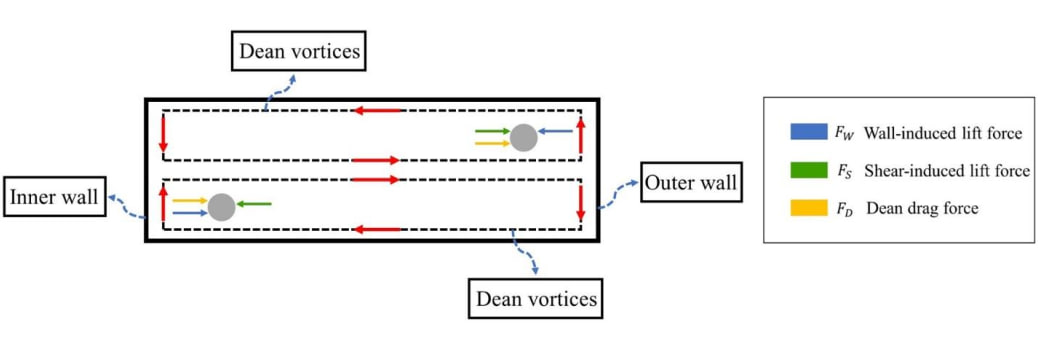 Dean vortices
Inner wall
Outer wall
Dean vortices
F_W Wall-induced lift force
F_S Shear-induced lift force
F_D Dean drag force